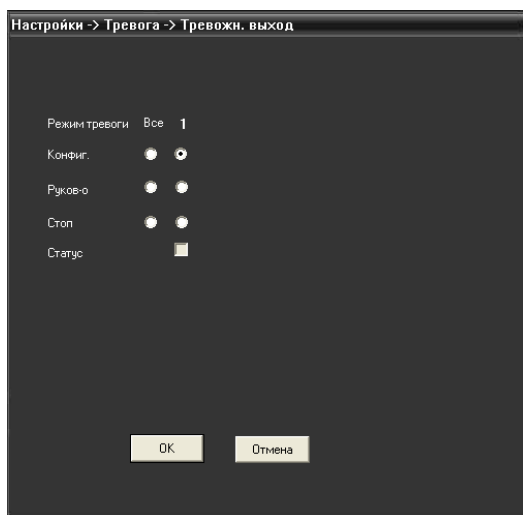 Настройки -> Тревога -> Тревожн. выход
Режим тревоги Все 1
Конфиг.
Руков-о
Стоп
Статус
OK Отмена